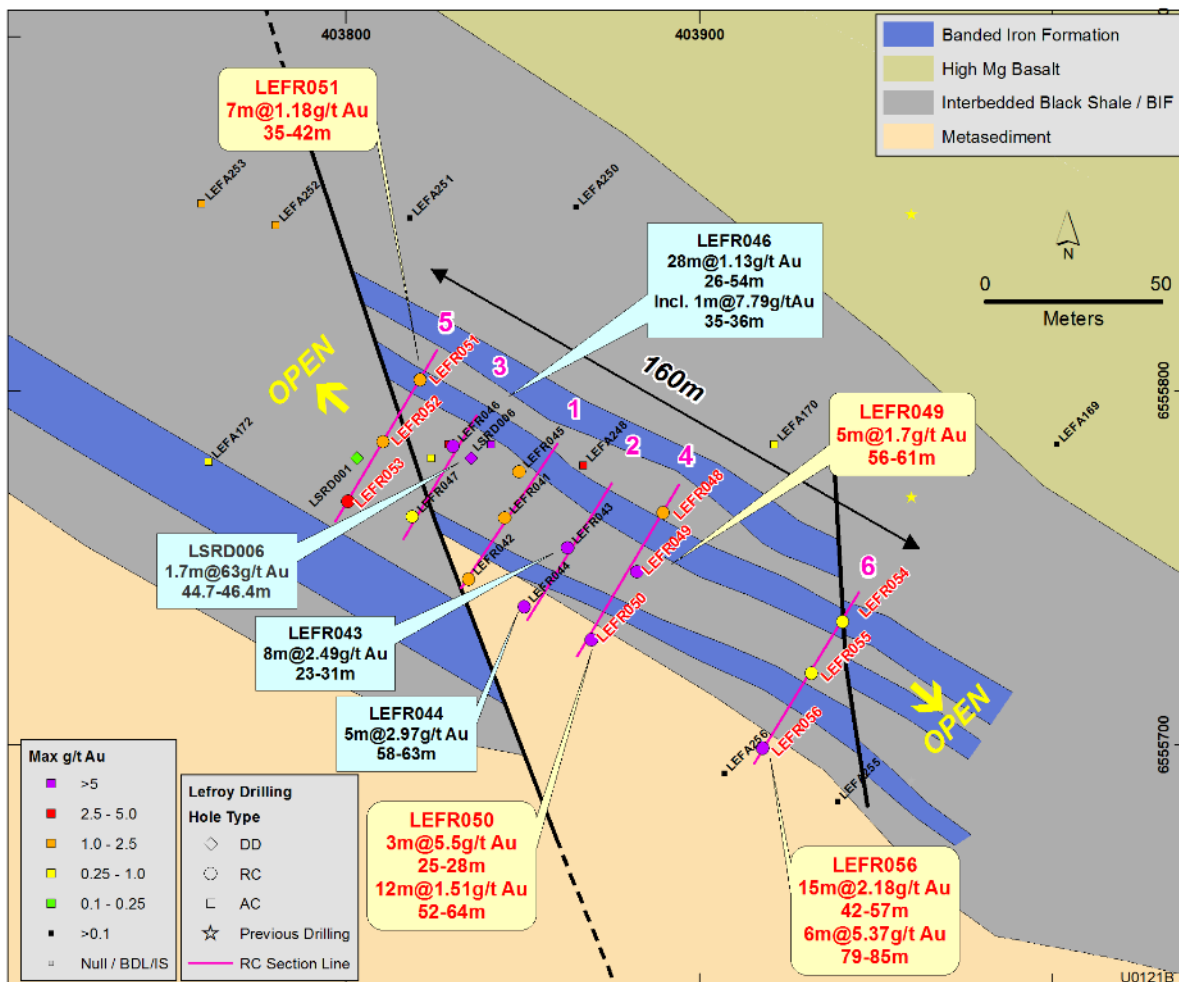 403800
403900
6555800
6555700
Banded Iron Formation
High Mg Basalt
Interbedded Black Shale / BIF
Metasediment
LEFR051
7m@1.18g/t Au
35-42m
LEFA253
LEFA252
LEFA251
LEFA250
LEFR046
28m@1.13g/t Au
26-54m
Incl. 1m@7.79g/tAu
35-36m
N
0
50
Meters
160m
OPEN
5
3
1
2
4
6
LEFR051
LEFR052
LEFR053
LEFR046
LSRD006
LEFR047
LSRD001
LEFA172
LEFR045
LEFR041
LEFR042
LEFA248
LEFR043
LEFR044
LEFR048
LEFR049
LEFR050
LEFA170
LEFA169
LEFR049
5m@1.7g/t Au
56-61m
LSRD006
1.7m@63g/t Au
44.7-46.4m
LEFR043
8m@2.49g/t Au
23-31m
LEFR044
5m@2.97g/t Au
58-63m
LEFR054
LEFR055
LEFR056
LEFA256
LEFA255
OPEN
LEFR050
3m@5.5g/t Au
25-28m
12m@1.51g/t Au
52-64m
LEFR056
15m@2.18g/t Au
42-57m
6m@5.37g/t Au
79-85m
Max g/t Au
>5
2.5 - 5.0
1.0 - 2.5
0.25 - 1.0
0.1 - 0.25
>0.1
Null / BDL/IS
Lefroy Drilling
Hole Type
DD
RC
AC
Previous Drilling
RC Section Line
U0121B